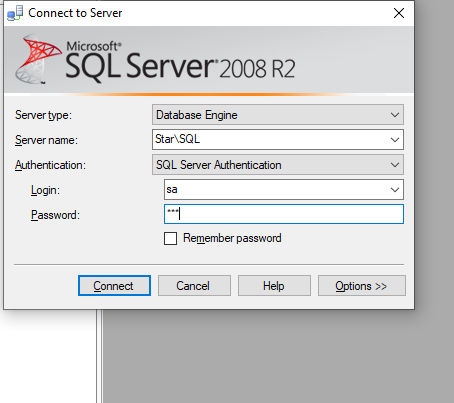 Connect to Server
Microsoft®
SQL Server® 2008 R2
Server type: Database Engine
Server name: Star\SQL
Authentication: SQL Server Authentication
Login: sa
Password: ***
Remember password
Connect Cancel Help Options >>